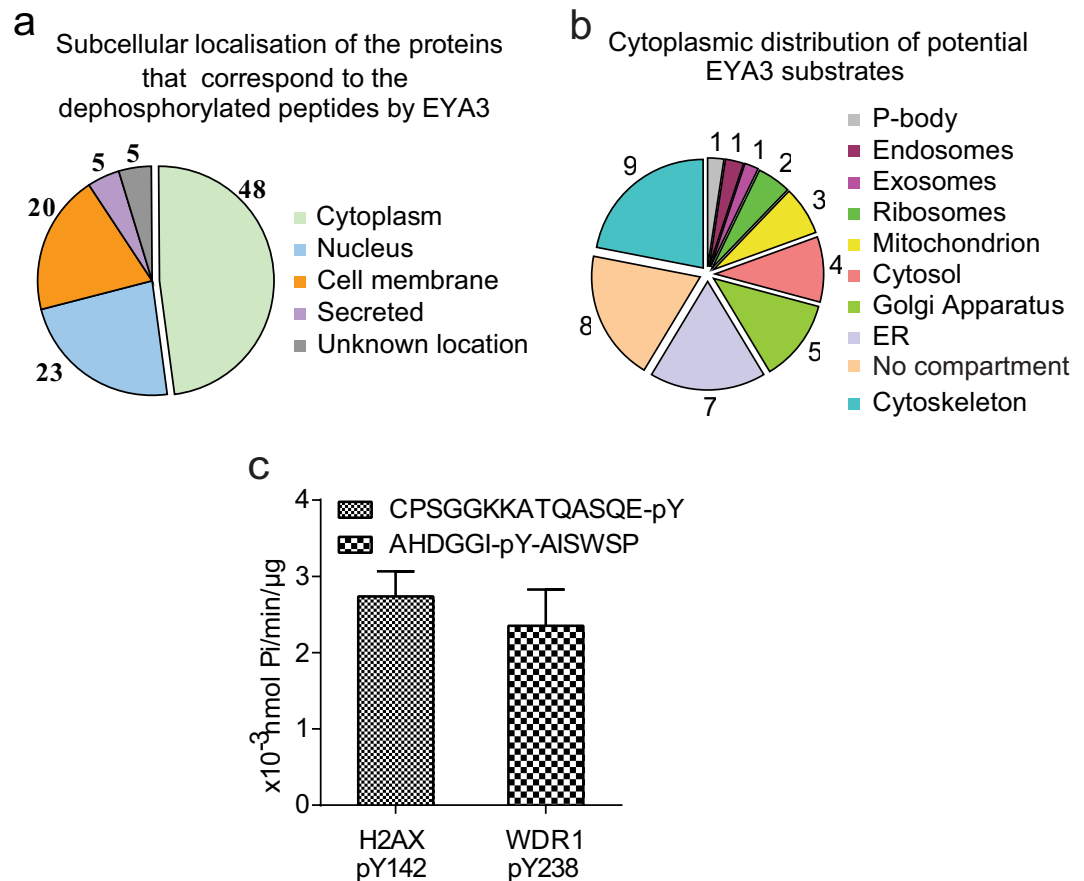 a
Subcellular localisation of the proteins
that correspond to the
dephosphorylated peptides by EYA3
5
5
48
20
23
Cytoplasm
Nucleus
Cell membrane
Secreted
Unknown location
b
Cytoplasmic distribution of potential
EYA3 substrates
1
1
1
2
3
4
5
7
8
9
P-body
Endosomes
Exosomes
Ribosomes
Mitochondrion
Cytosol
Golgi Apparatus
ER
No compartment
Cytoskeleton
c
x10⁻³ nmol Pi/min/µg
4
3
2
1
0
CPSGGKKATQASQE-pY
AHDGGI-pY-AISWSP
H2AX
pY142
WDR1
pY238